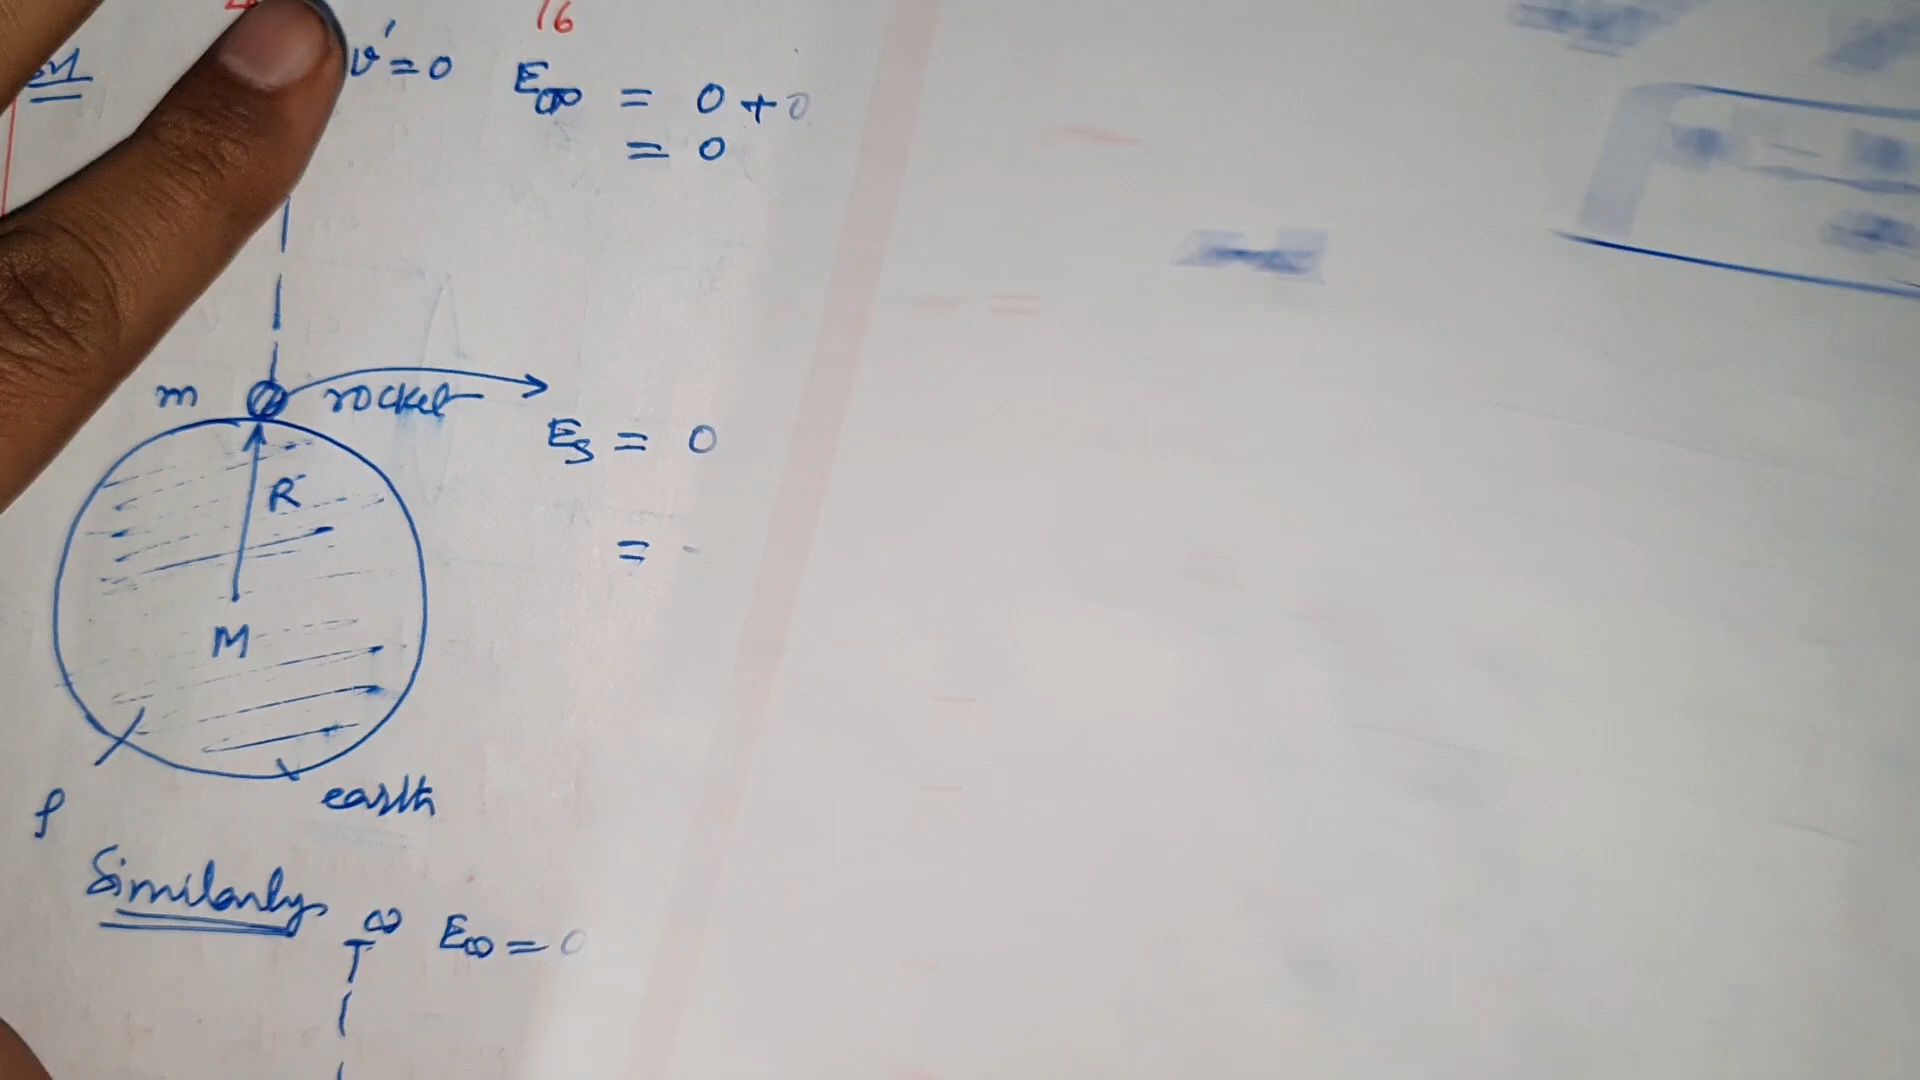 16
v' = 0 E∞ = 0 + 0
= 0
m rocket
Es = 0
R
=
M
earth
Similarly
∞ E∞ = 0